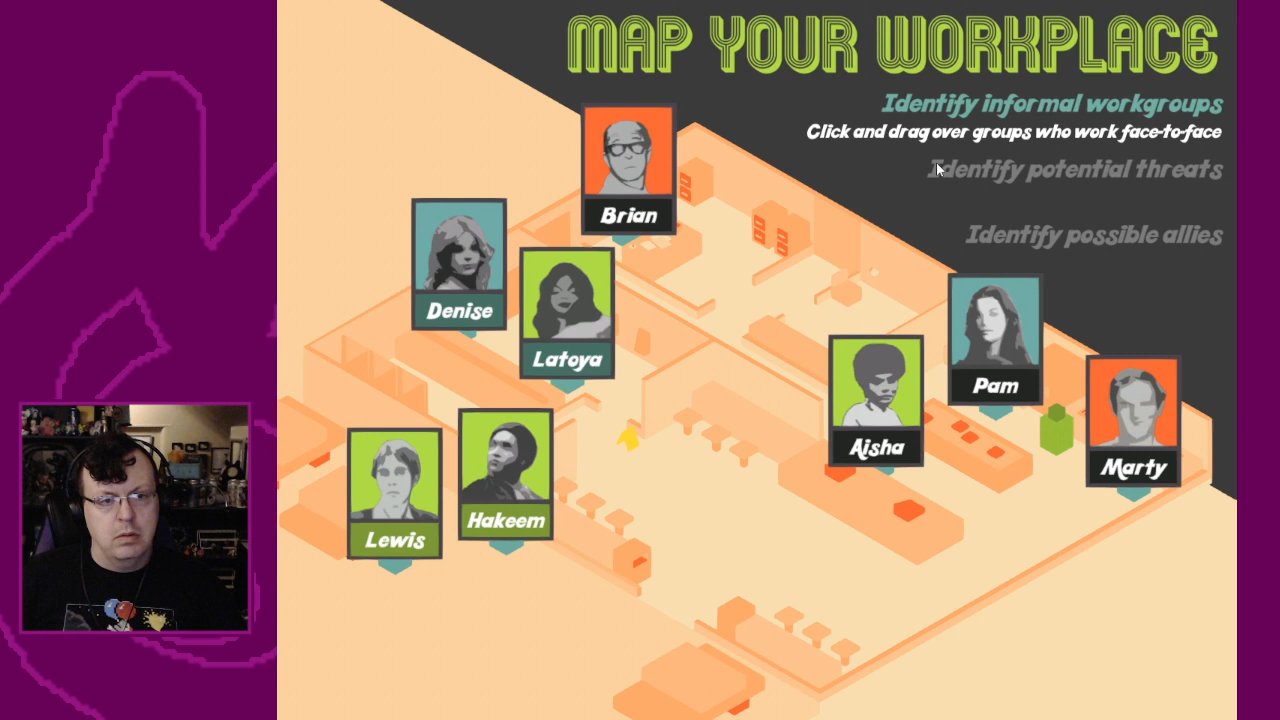 MAP YOUR WORKPLACE
Identify informal workgroups
Click and drag over groups who work face-to-face
Identify potential threats
Identify possible allies
Brian
Denise
Latoya
Pam
Aisha
Marty
Hakeem
Lewis